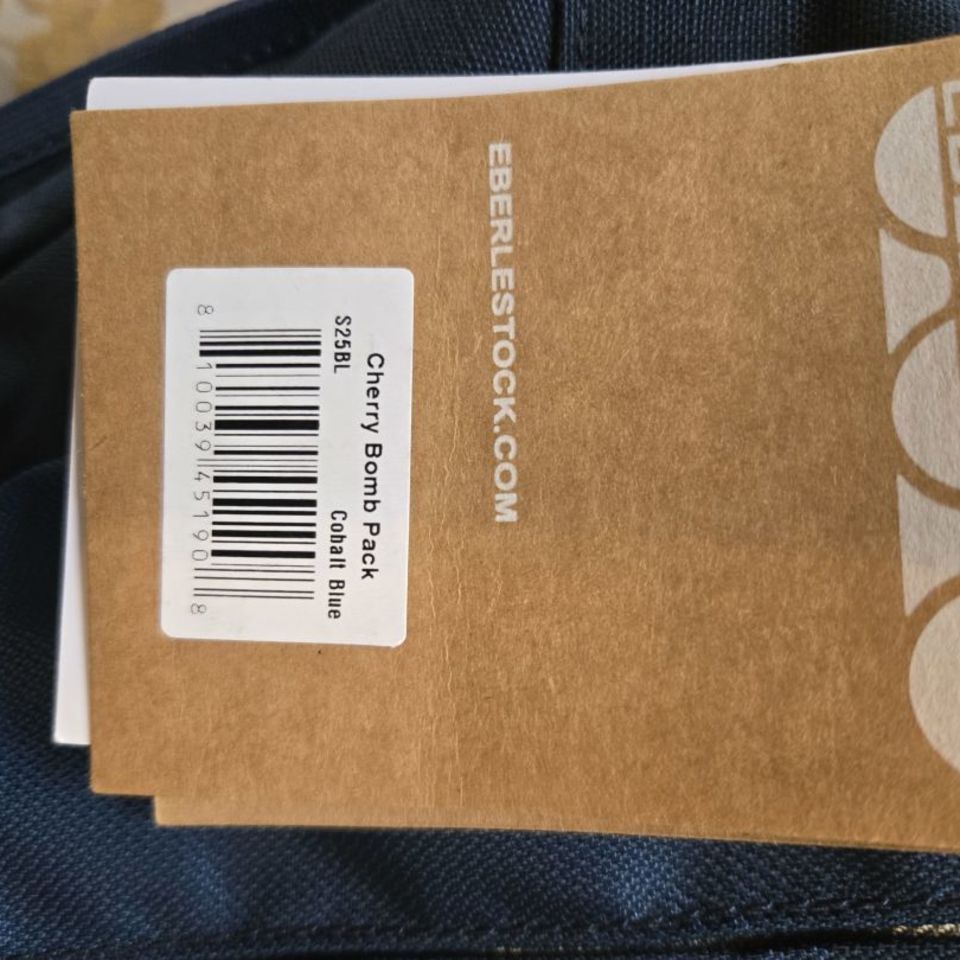 EBERLESTOCK.COM
Cherry Bomb Pack
S25BL Cobalt Blue
8 10039 45190 8